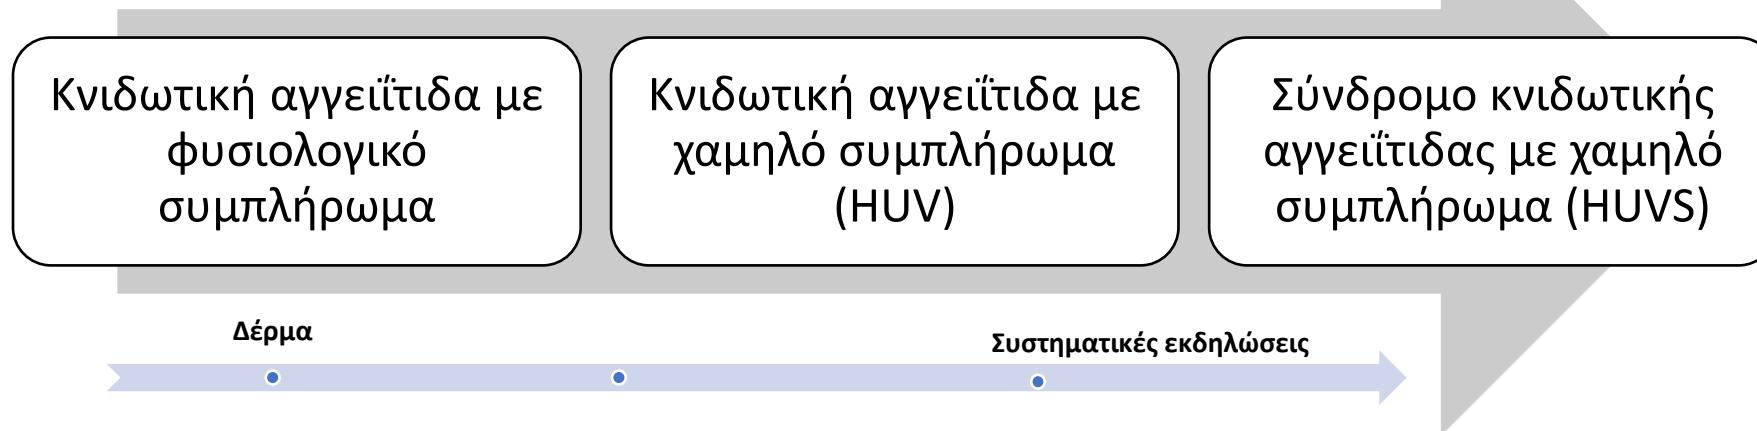 Κνιδωτική αγγειΐτιδα με
φυσιολογικό
συμπλήρωμα
Κνιδωτική αγγειΐτιδα με
χαμηλό συμπλήρωμα
(HUV)
Σύνδρομο κνιδωτικής
αγγειΐτιδας με χαμηλό
συμπλήρωμα (HUVS)
Δέρμα
Συστηματικές εκδηλώσεις